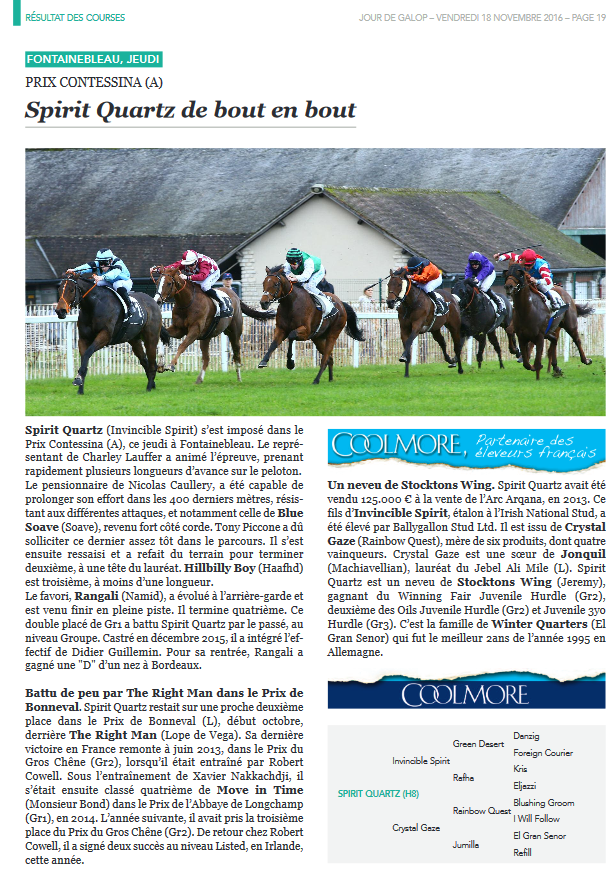 RÉSULTAT DES COURSES
JOUR DE GALOP – VENDREDI 18 NOVEMBRE 2016 – PAGE 19
FONTAINEBLEAU, JEUDI
PRIX CONTESSINA (A)
Spirit Quartz de bout en bout
Spirit Quartz (Invincible Spirit) s'est imposé dans le
Prix Contessina (A), ce jeudi à Fontainebleau. Le repré-
sentant de Charley Lauffer a animé l'épreuve, prenant
rapidement plusieurs longueurs d'avance sur le peloton.
Le pensionnaire de Nicolas Caullery, a été capable de
prolonger son effort dans les 400 derniers mètres, résis-
tant aux différentes attaques, et notamment celle de Blue
Soave (Soave), revenu fort côté corde. Tony Piccone a dû
solliciter ce dernier assez tôt dans le parcours. Il s'est
ensuite ressaisi et a refait du terrain pour terminer
deuxième, à une tête du lauréat. Hillbilly Boy (Haafhd)
est troisième, à moins d'une longueur.
Le favori, Rangali (Namid), a évolué à l'arrière-garde et
est venu finir en pleine piste. Il termine quatrième. Ce
double placé de Gr1 a battu Spirit Quartz par le passé, au
niveau Groupe. Castré en décembre 2015, il a intégré l'ef-
fectif de Didier Guillemin. Pour sa rentrée, Rangali a
gagné une "D" d'un nez à Bordeaux.
Battu de peu par The Right Man dans le Prix de
Bonneval. Spirit Quartz restait sur une proche deuxième
place dans le Prix de Bonneval (L), début octobre,
derrière The Right Man (Lope de Vega). Sa dernière
victoire en France remonte à juin 2013, dans le Prix du
Gros Chêne (Gr2), lorsqu'il était entraîné par Robert
Cowell. Sous l'entraînement de Xavier Nakkachdji, il
s'était ensuite classé quatrième de Move in Time
(Monsieur Bond) dans le Prix de l'Abbaye de Longchamp
(Gr1), en 2014. L'année suivante, il avait pris la troisième
place du Prix du Gros Chêne (Gr2). De retour chez Robert
Cowell, il a signé deux succès au niveau Listed, en Irlande,
cette année.
COOLMORE, Partenaire des
éleveurs français
Un neveu de Stocktons Wing. Spirit Quartz avait été
vendu 125.000 € à la vente de l'Arc Arqana, en 2013. Ce
fils d'Invincible Spirit, étalon à l'Irish National Stud, a
été élevé par Ballygallon Stud Ltd. Il est issu de Crystal
Gaze (Rainbow Quest), mère de six produits, dont quatre
vainqueurs. Crystal Gaze est une sœur de Jonquil
(Machiavellian), lauréat du Jebel Ali Mile (L). Spirit
Quartz est un neveu de Stocktons Wing (Jeremy),
gagnant du Winning Fair Juvenile Hurdle (Gr2),
deuxième des Oils Juvenile Hurdle (Gr2) et Juvenile 3yo
Hurdle (Gr3). C'est la famille de Winter Quarters (El
Gran Senor) qui fut le meilleur 2ans de l'année 1995 en
Allemagne.
COOLMORE
SPIRIT QUARTZ (H8)
Invincible Spirit
Green Desert
Danzig
Foreign Courier
Rafha
Kris
Eljazzi
Crystal Gaze
Rainbow Quest
Blushing Groom
I Will Follow
Jumilla
El Gran Senor
Refill